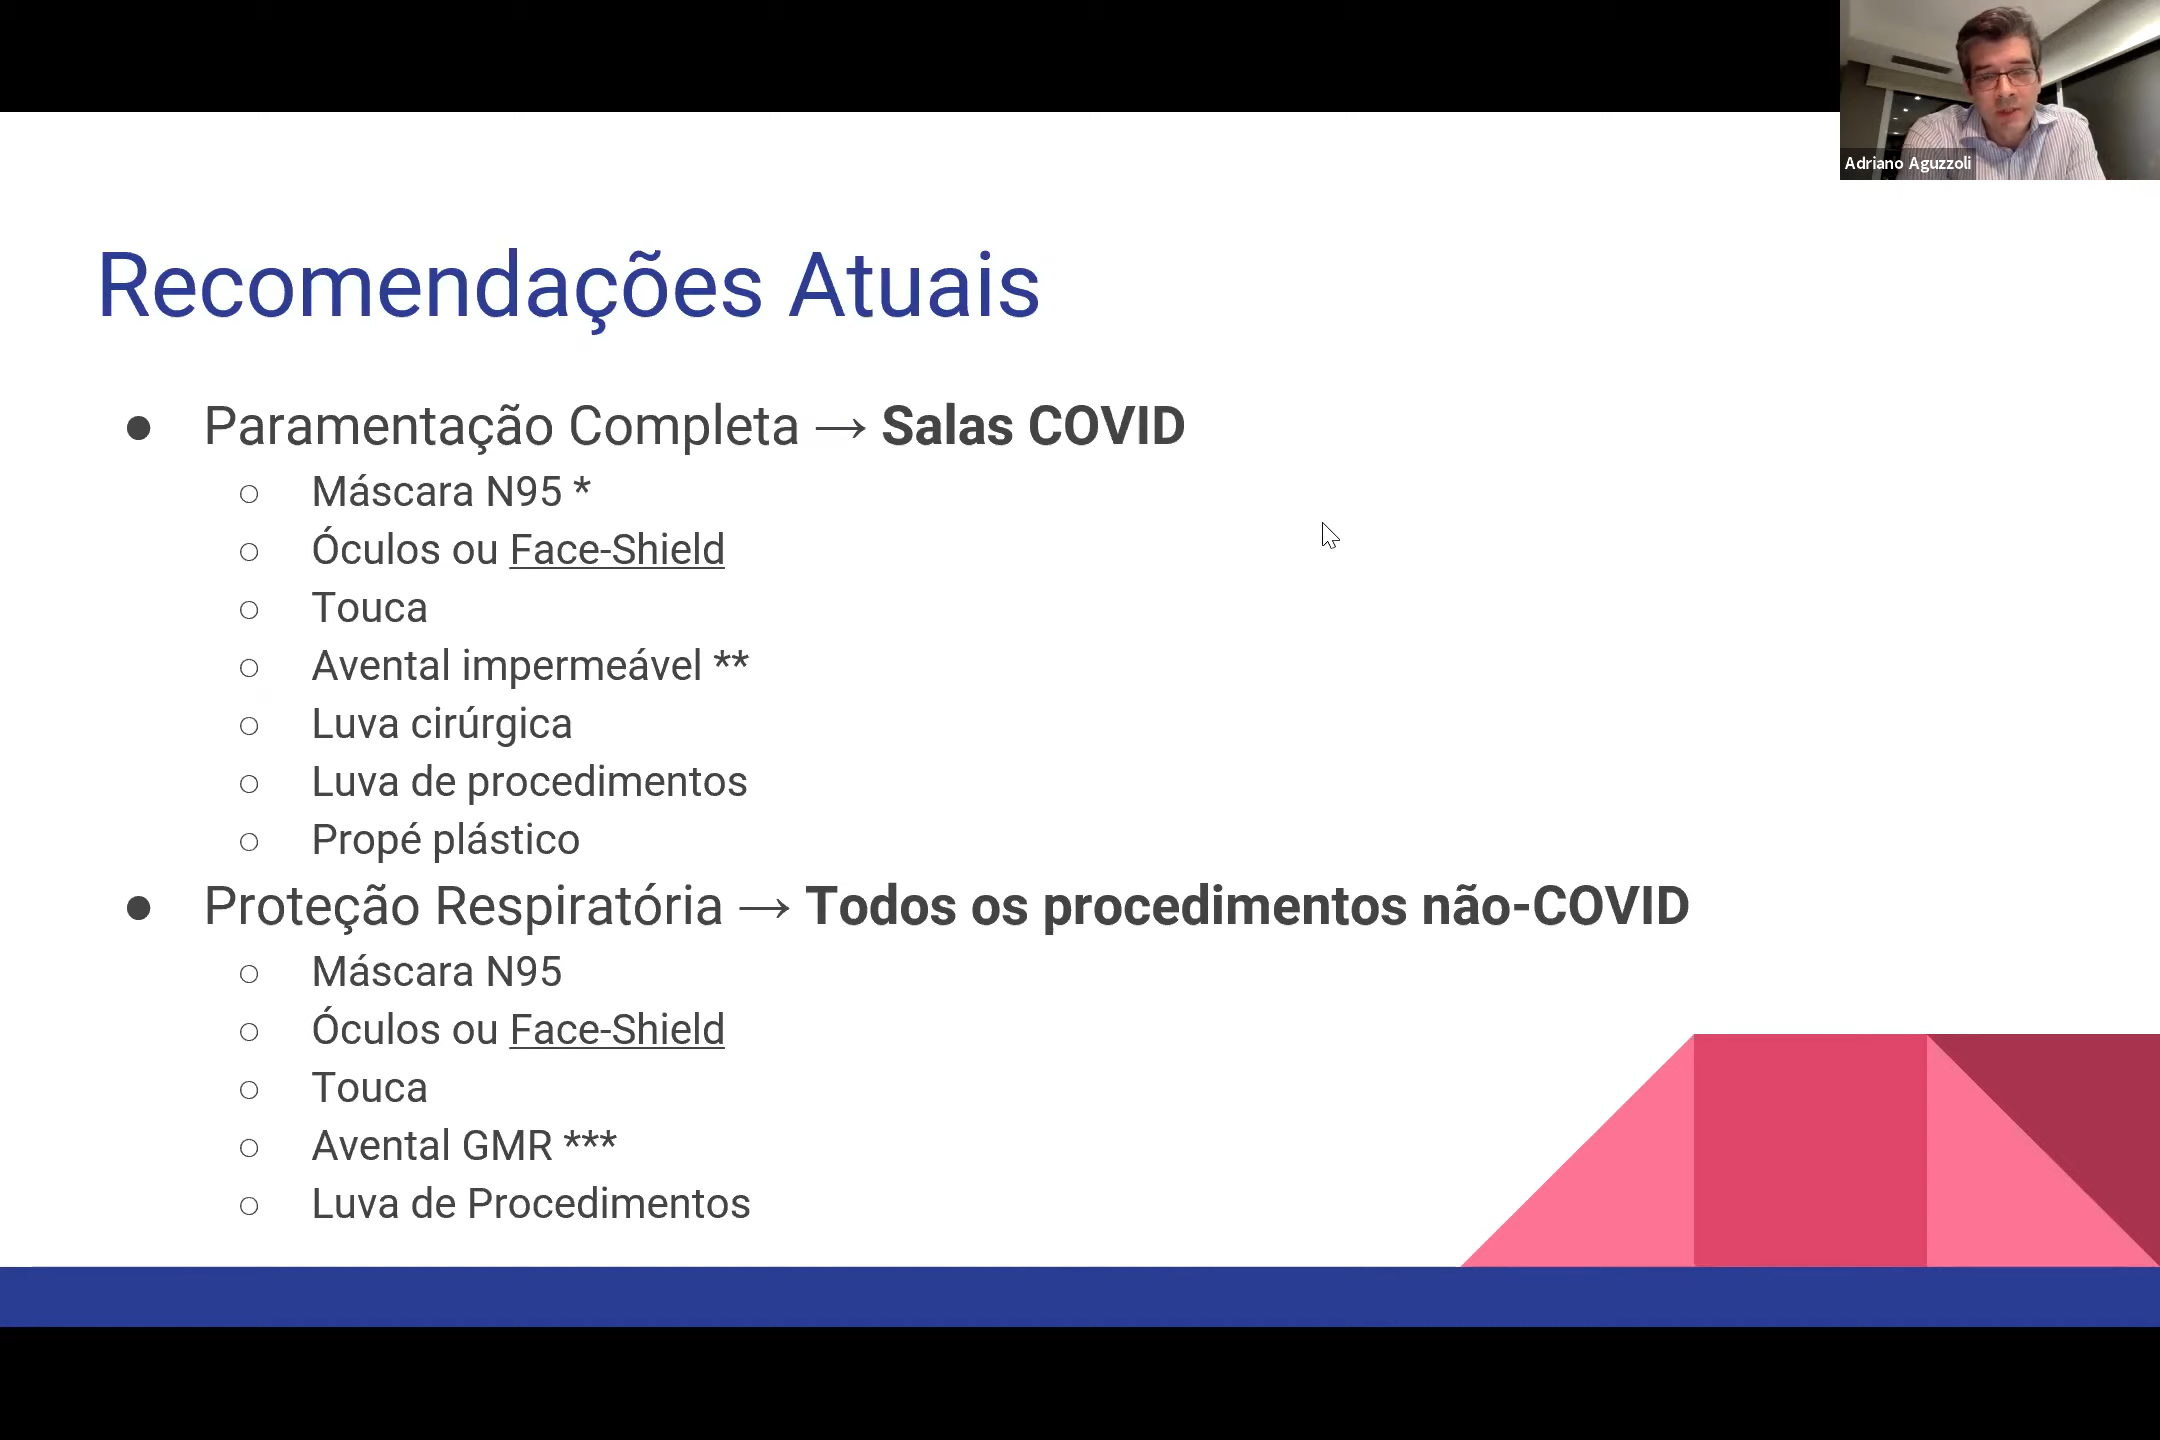 Adriano Aguzzoli
Recomendações Atuais
● Paramentação Completa → Salas COVID
○ Máscara N95 *
○ Óculos ou Face-Shield
○ Touca
○ Avental impermeável **
○ Luva cirúrgica
○ Luva de procedimentos
○ Propé plástico
● Proteção Respiratória → Todos os procedimentos não-COVID
○ Máscara N95
○ Óculos ou Face-Shield
○ Touca
○ Avental GMR ***
○ Luva de Procedimentos